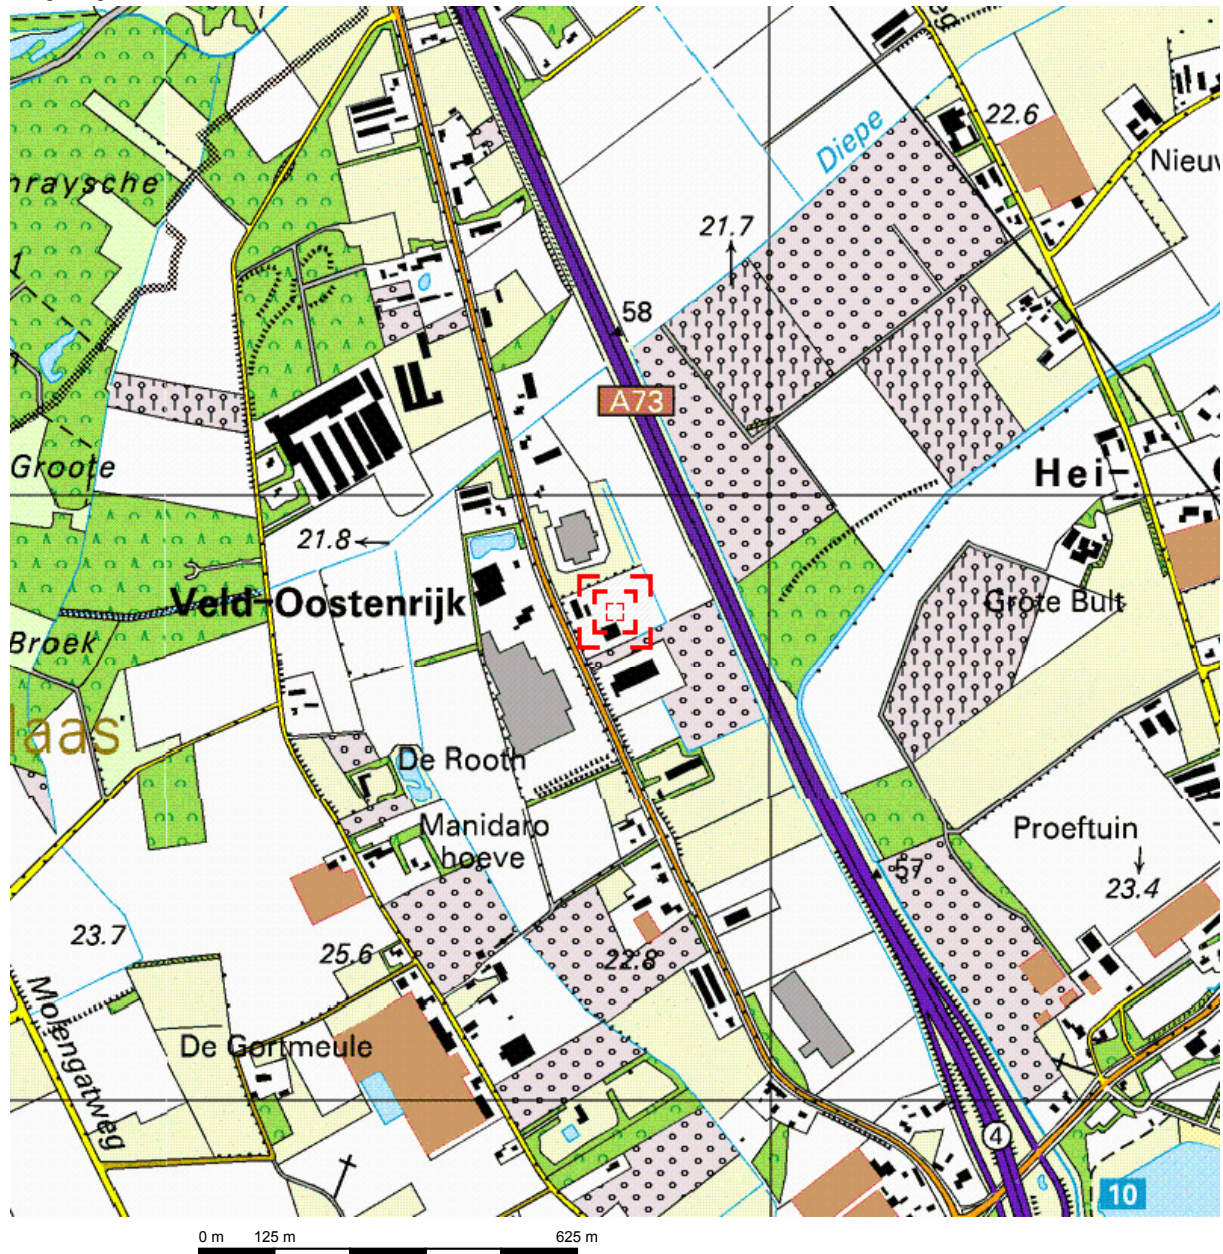 Diepe
22.6
Nieuw
nraysche
21.7
1
58
A73
Groote
Hei-
21.8
Veld-Oostenrijk
Grote Bult
Broek
laas
De Rooth
Manidaro
hoeve
Proeftuin
57
23.4
23.7
25.6
22.8
Molengatweg
De Gortmeule
4
10
0 m 125 m 625 m